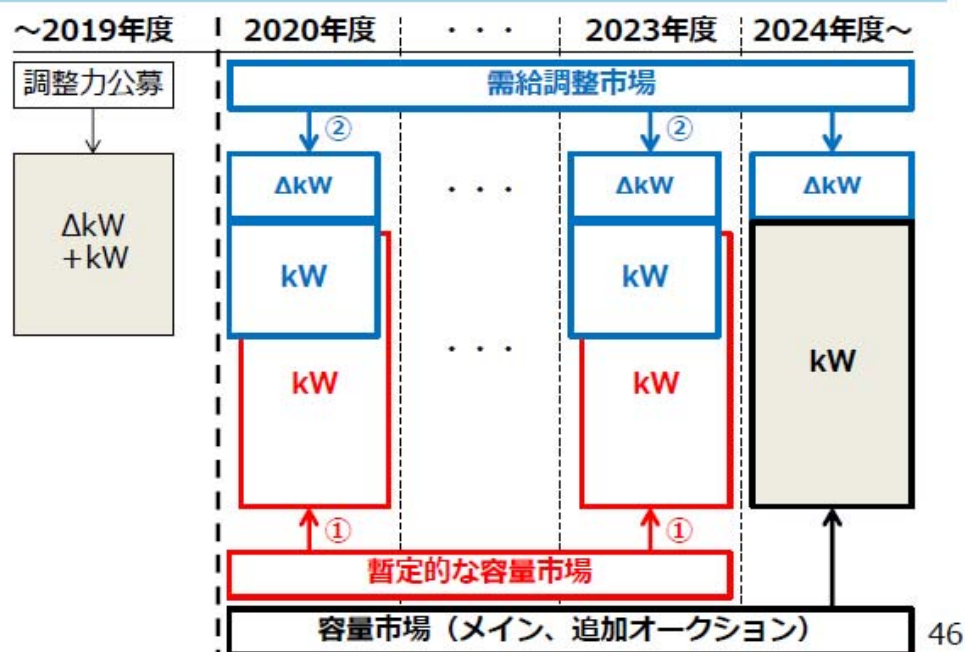 ~2019年度 2020年度 ・・・ 2023年度 2024年度~
調整力公募
需給調整市場
② ②
ΔkW ・・・ ΔkW ΔkW
ΔkW
+kW
kW kW
kW ・・・ kW kW
① ①
暫定的な容量市場
容量市場（メイン、追加オークション）
46